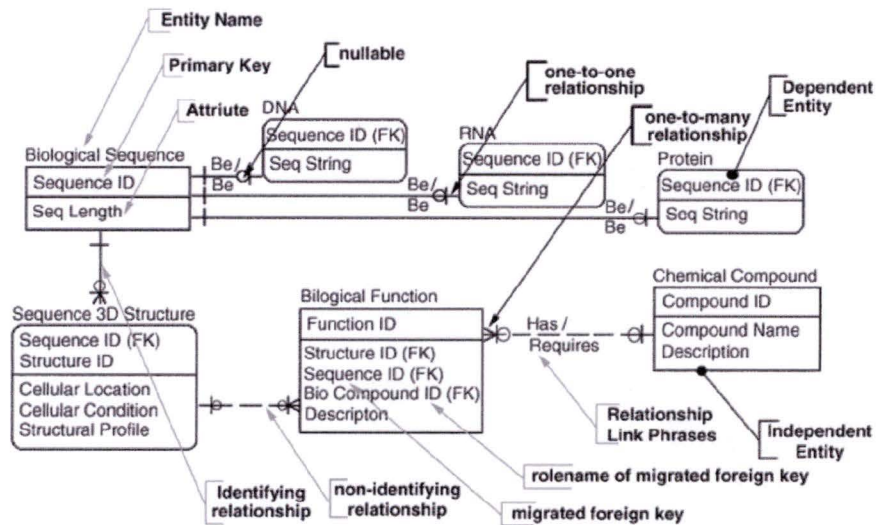 Entity Name
Primary Key
Attriute
nullable
one-to-one
relationship
one-to-many
relationship
Dependent
Entity
DNA
Sequence ID (FK)
Seq String
RNA
Sequence ID (FK)
Seq String
Protein
Sequence ID (FK)
Seq String
Biological Sequence
Sequence ID
Seq Length
Be/
Be
Be/
Be
Be/
Be
Sequence 3D Structure
Sequence ID (FK)
Structure ID
Cellular Location
Cellular Condition
Structural Profile
Bilogical Function
Function ID
Structure ID (FK)
Sequence ID (FK)
Bio Compound ID (FK)
Descripton
Has /
Requires
Chemical Compound
Compound ID
Compound Name
Description
Relationship
Link Phrases
Independent
Entity
Identifying
relationship
non-identifying
relationship
rolename of migrated foreign key
migrated foreign key